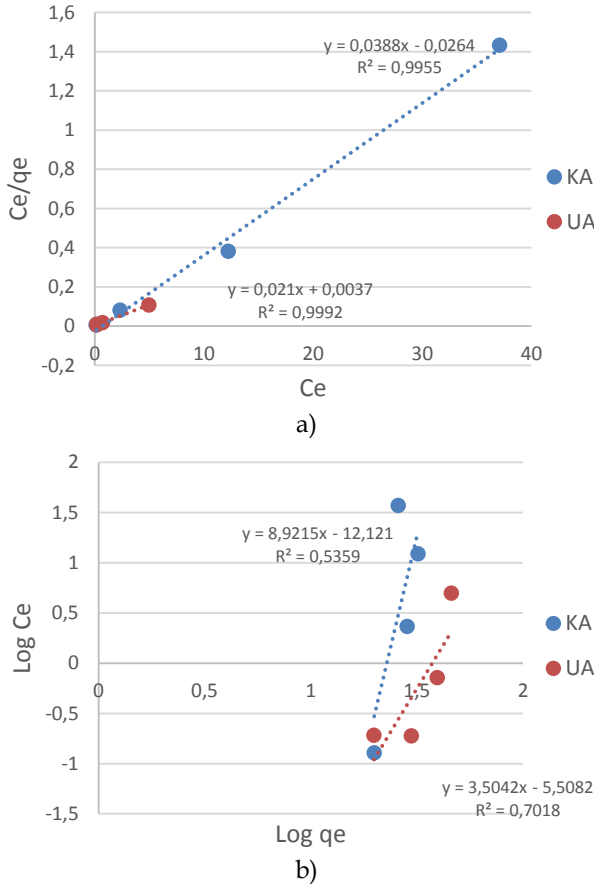 1,6
1,4
1,2
1
0,8
0,6
0,4
0,2
0
-0,2
Ce/qe
y = 0,0388x - 0,0264
R² = 0,9955
KA
UA
y = 0,021x + 0,0037
R² = 0,9992
0 10 20 30 40
Ce
a)
2
1,5
1
0,5
0
-0,5
-1
-1,5
Log Ce
y = 8,9215x - 12,121
R² = 0,5359
KA
UA
0 0,5 1 1,5 2
y = 3,5042x - 5,5082
R² = 0,7018
Log qe
b)